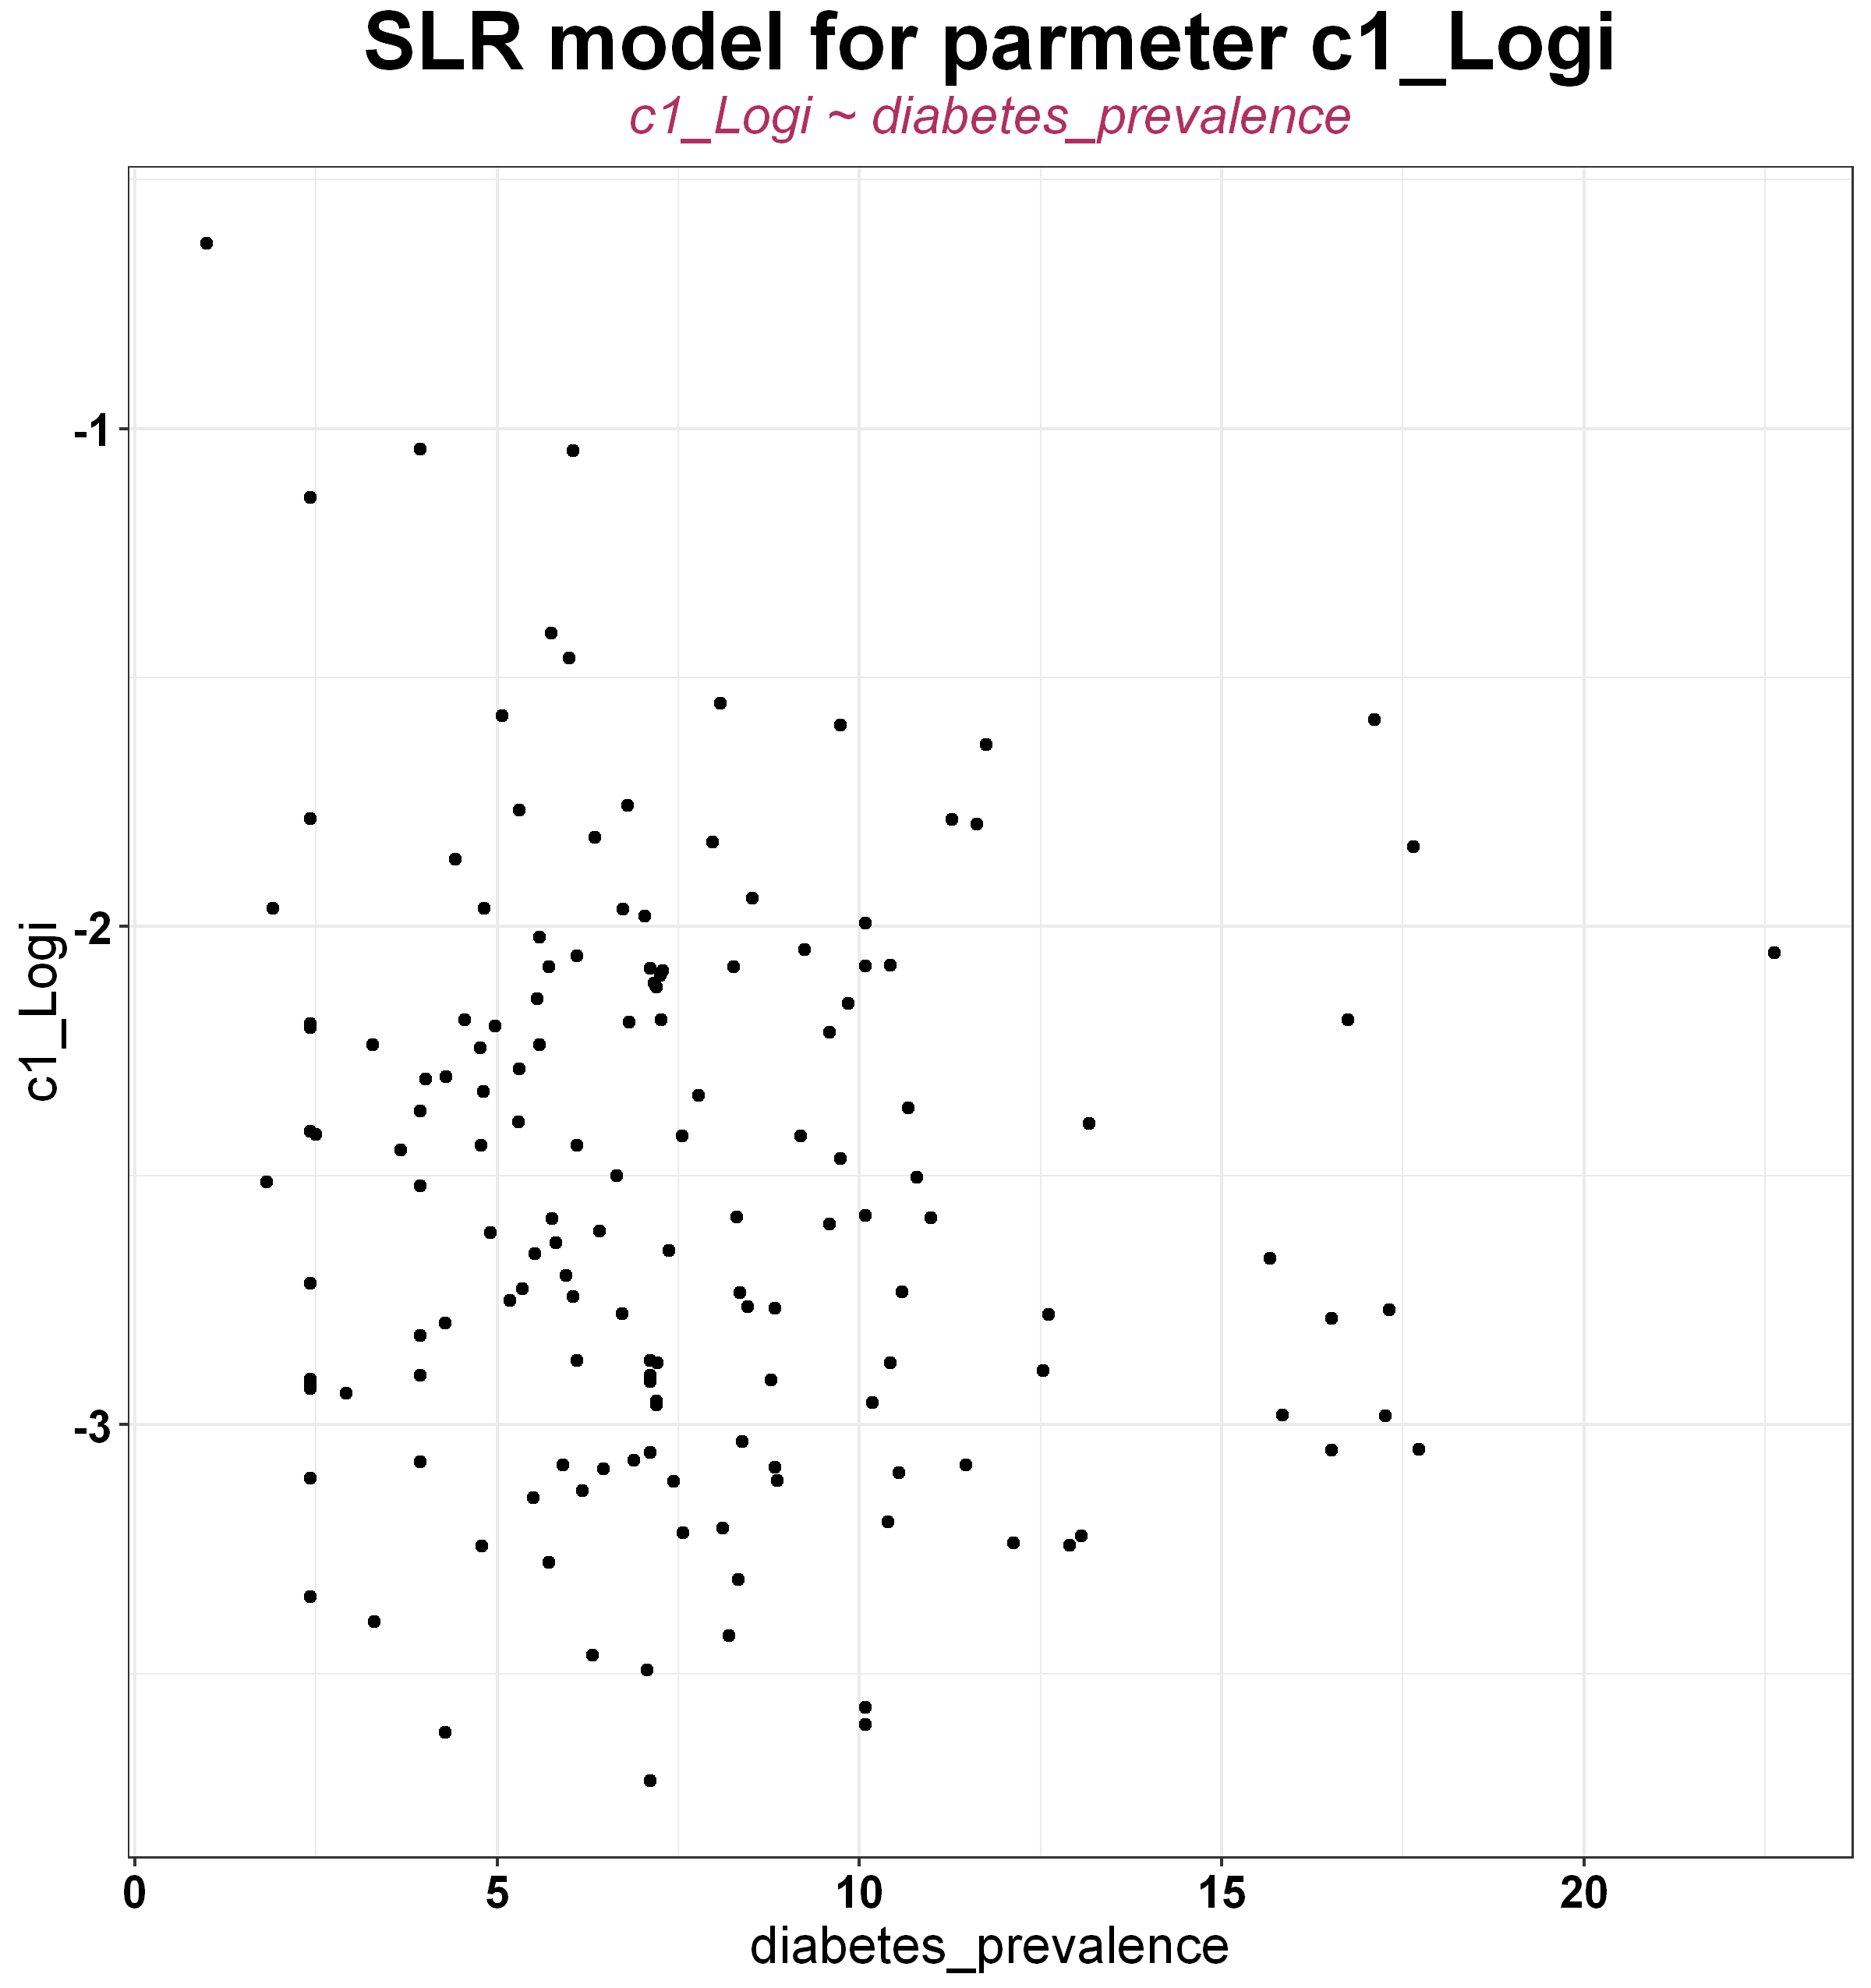 SLR model for parmeter c1_Logi
c1_Logi ~ diabetes_prevalence
c1_Logi
-1
-2
-3
0 5 10 15 20
diabetes_prevalence